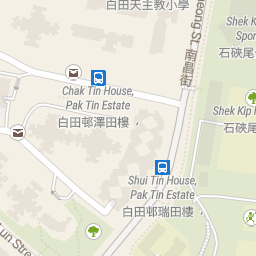 白田天主教小學
eong St. 南昌街
Shek
Spor
石硤尾
Chak Tin House,
Pak Tin Estate
白田邨澤田樓
Shek Kip
石硤尾
Shui Tin House,
Pak Tin Estate
白田邨瑞田樓
un Stre